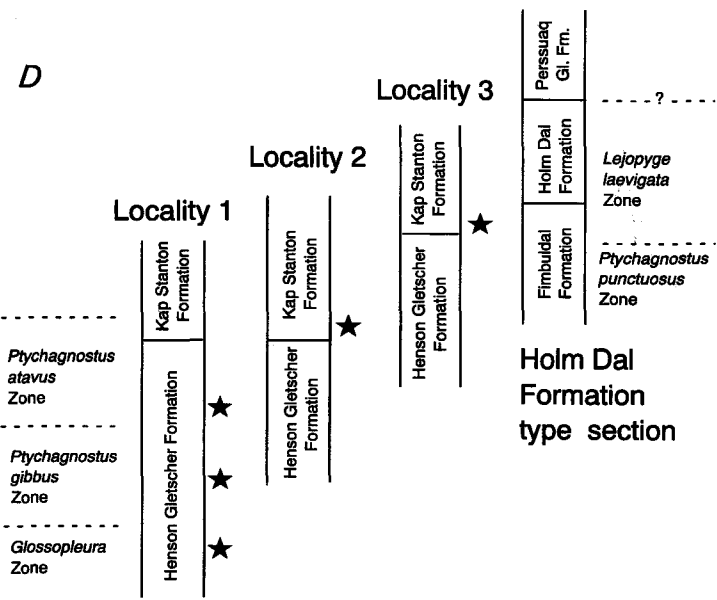 D
Locality 1
Kap Stanton
Formation
Henson Gletscher Formation
Ptychagnostus
atavus
Zone
Ptychagnostus
gibbus
Zone
Glossopleura
Zone
Locality 2
Kap Stanton
Formation
Henson Gletscher
Formation
Locality 3
Kap Stanton
Formation
Henson Gletscher
Formation
Perssuaq
Gl. Fm.
Holm Dal
Formation
Fimbuldal
Formation
?
Lejopyge
laevigata
Zone
Ptychagnostus
punctuosus
Zone
Holm Dal
Formation
type section